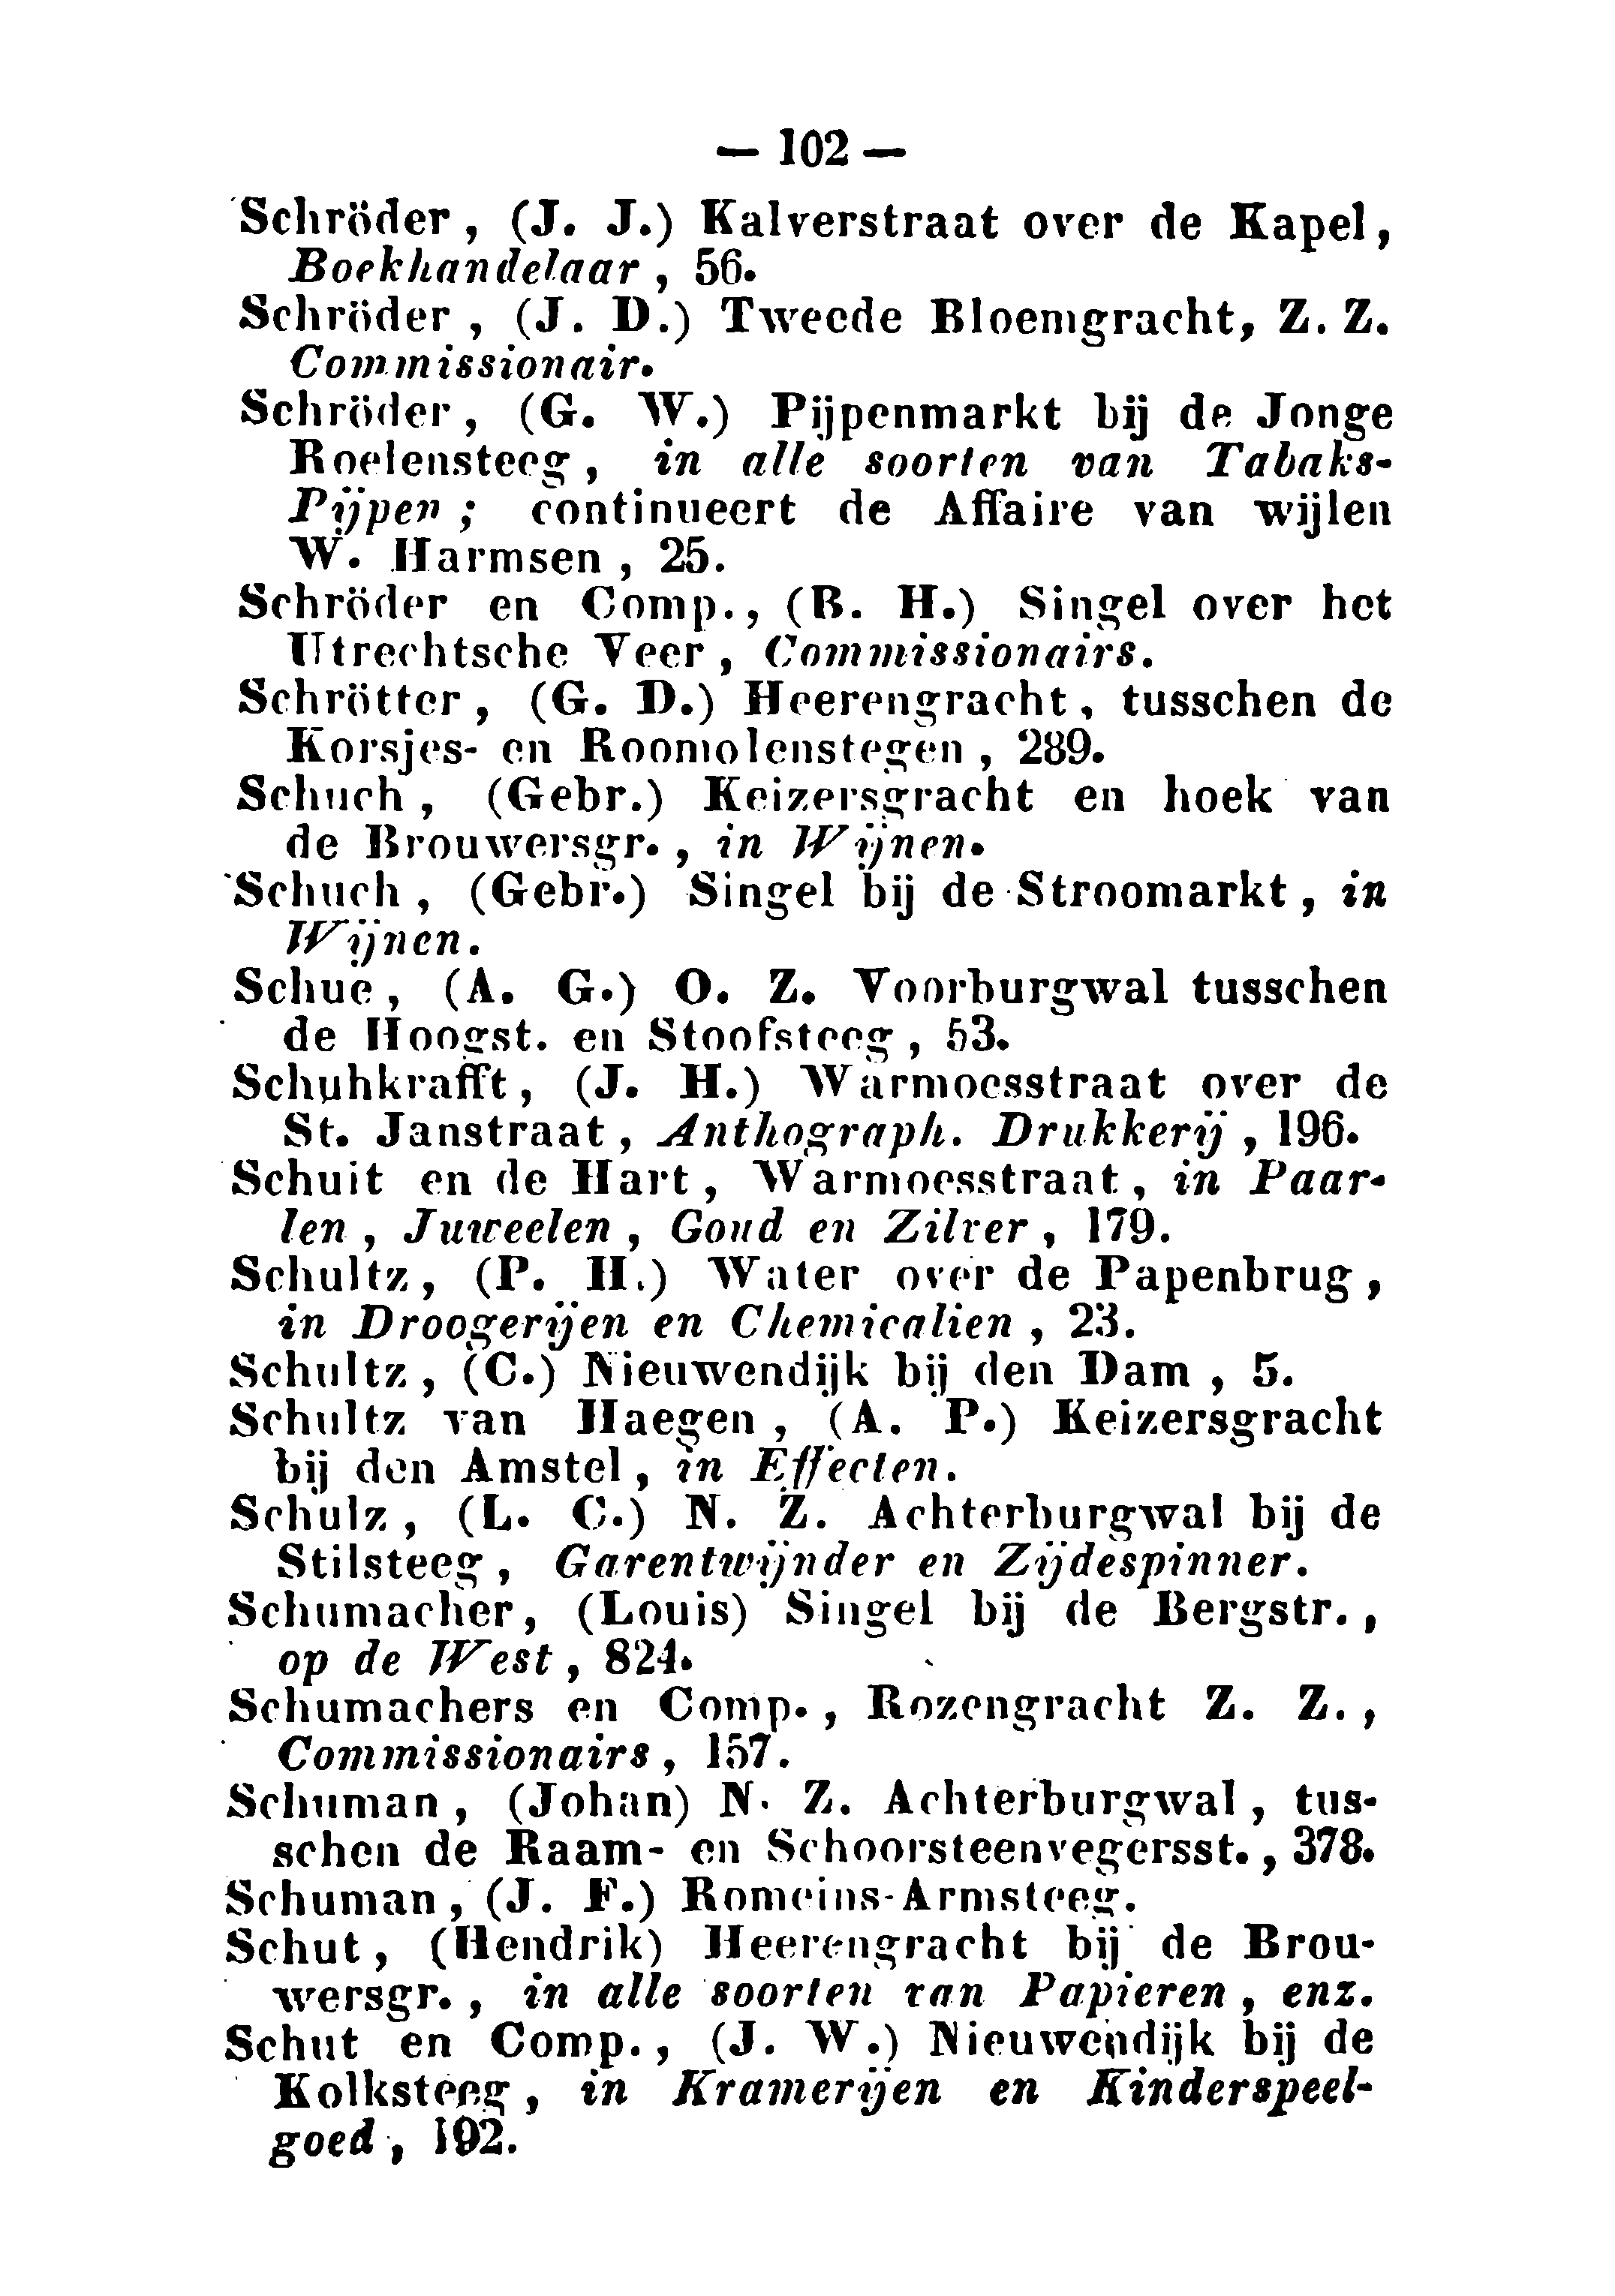 — 102 —
Schröder, (J. J.) Kalverstraat over de Kapel,
Boekhandelaar, 56.
Schröder, (J. D.) Tweede Bloemgracht, Z. Z.
Commissionair.
Schröder, (G. W.) Pijpenmarkt bij de Jonge
Roelensteeg, in alle soorten van Tabaks-
Pijpen; continueert de Affaire van wijlen
W. Harmsen, 25.
Schröder en Comp., (B. H.) Singel over het
Utrechtsche Veer, Commissionairs.
Schrötter, (G. D.) Heerengracht, tusschen de
Korsjes- en Roomolenstegen, 289.
Schuch, (Gebr.) Keizersgracht en hoek van
de Brouwersgr., in Wijnen.
Schuch, (Gebr.) Singel bij de Stroomarkt, in
Wijnen.
Schue, (A. G.) O. Z. Voorburgwal tusschen
de Hoogst. en Stoofsteeg, 53.
Schuhkrafft, (J. H.) Warmoesstraat over de
St. Janstraat, Anthograph. Drukkerij, 196.
Schuit en de Hart, Warmoesstraat, in Paar-
len, Juweelen, Goud en Zilver, 179.
Schultz, (P. H.) Water over de Papenbrug,
in Droogerijen en Chemicalien, 23.
Schultz, (C.) Nieuwendijk bij den Dam, 5.
Schultz van Haegen, (A. P.) Keizersgracht
bij den Amstel, in Effecten.
Schulz, (L. C.) N. Z. Achterburgwal bij de
Stilsteeg, Garentwijnder en Zijdespinner.
Schumacher, (Louis) Singel bij de Bergstr.,
op de West, 824.
Schumachers en Comp., Rozengracht Z. Z.,
Commissionairs, 157.
Schuman, (Johan) N. Z. Achterburgwal, tus-
schen de Raam- en Schoorsteenvegersst., 378.
Schuman, (J. F.) Romeins-Armsteeg.
Schut, (Hendrik) Heerengracht bij de Brou-
wersgr., in alle soorten van Papieren, enz.
Schut en Comp., (J. W.) Nieuwendijk bij de
Kolksteeg, in Kramerijen en Kinderspeel-
goed, 192.